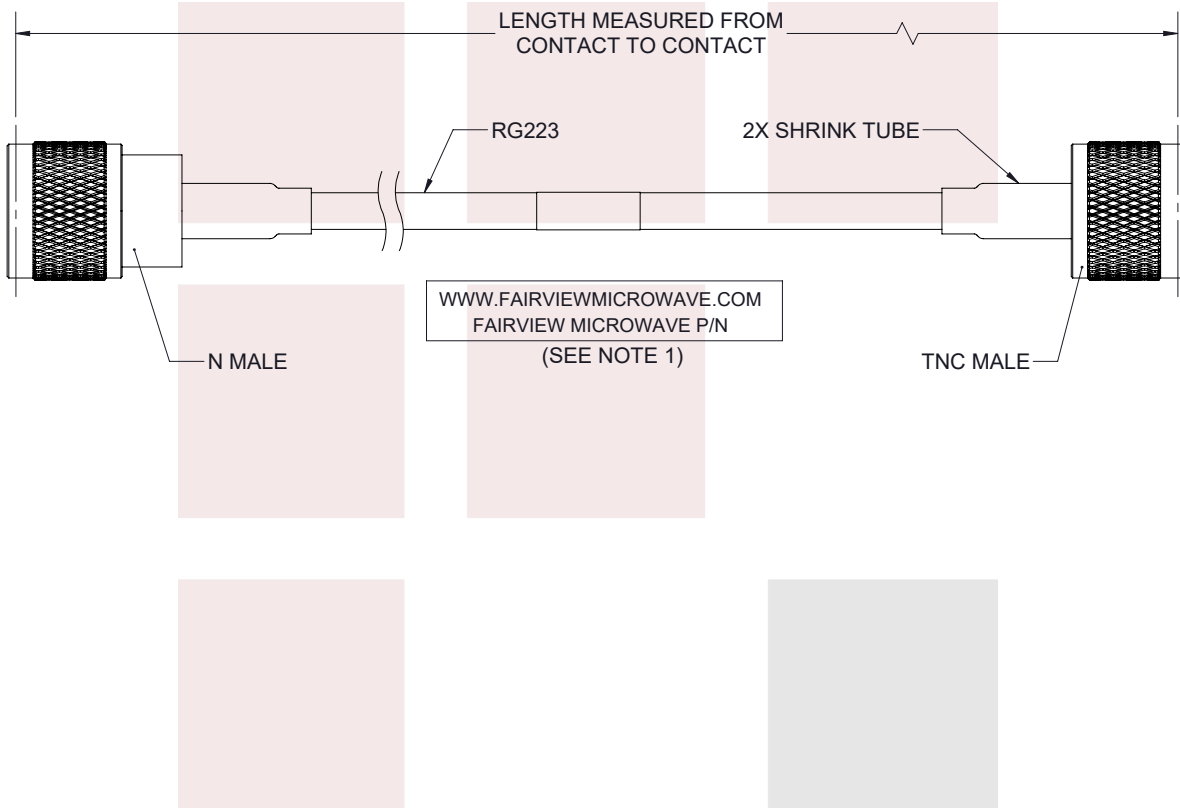 LENGTH MEASURED FROM
CONTACT TO CONTACT
RG223
2X SHRINK TUBE
WWW.FAIRVIEWMICROWAVE.COM
FAIRVIEW MICROWAVE P/N
(SEE NOTE 1)
N MALE
TNC MALE